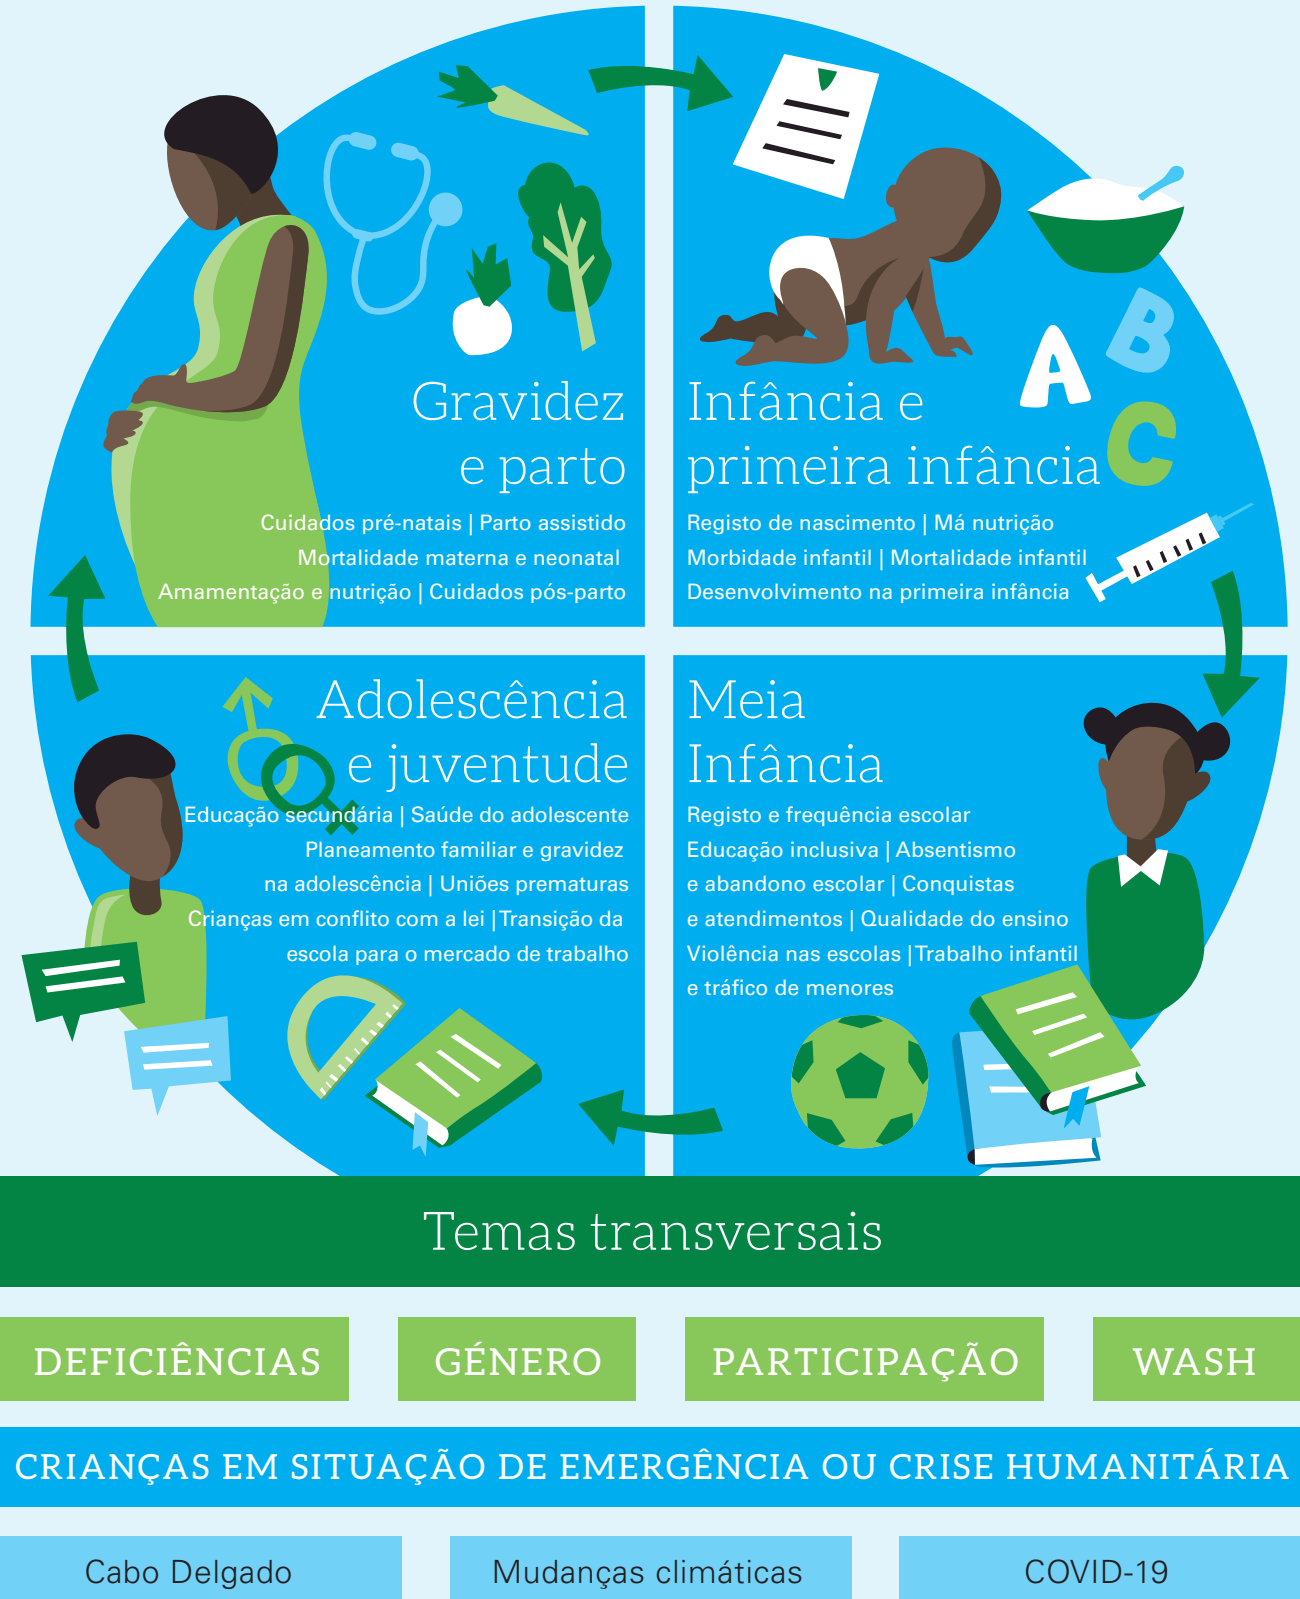 Gravidez
e parto
Cuidados pré-natais | Parto assistido
Mortalidade materna e neonatal
Amamentação e nutrição | Cuidados pós-parto
Infância e
primeira infância
A
B
C
Registo de nascimento | Má nutrição
Morbidade infantil | Mortalidade infantil
Desenvolvimento na primeira infância
Adolescência
e juventude
Educação secundária | Saúde do adolescente
Planeamento familiar e gravidez
na adolescência | Uniões prematuras
Crianças em conflito com a lei | Transição da
escola para o mercado de trabalho
Meia
Infância
Registo e frequência escolar
Educação inclusiva | Absentismo
e abandono escolar | Conquistas
e atendimentos | Qualidade do ensino
Violência nas escolas | Trabalho infantil
e tráfico de menores
Temas transversais
DEFICIÊNCIAS
GÉNERO
PARTICIPAÇÃO
WASH
CRIANÇAS EM SITUAÇÃO DE EMERGÊNCIA OU CRISE HUMANITÁRIA
Cabo Delgado
Mudanças climáticas
COVID-19